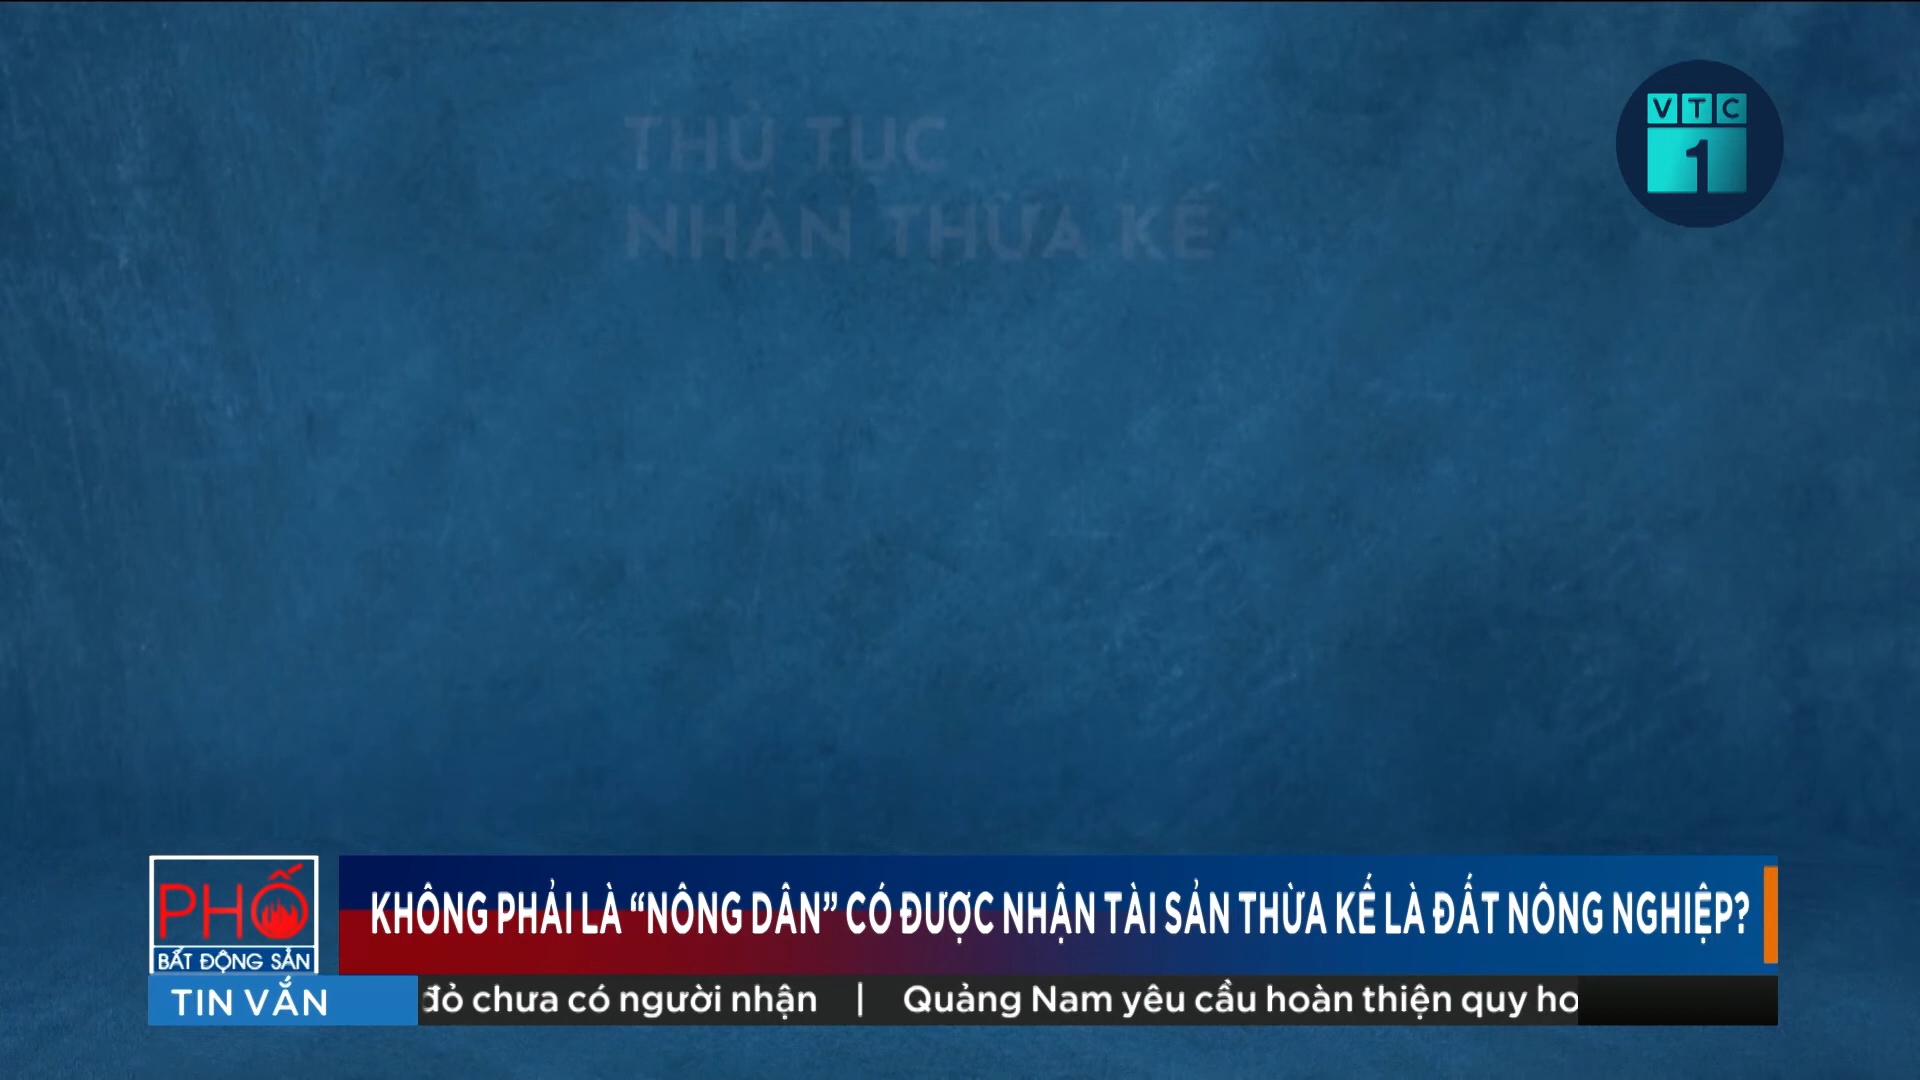 THỦ TỤC
NHẬN THỪA KẾ
VTC
1
PHỐ
BẤT ĐỘNG SẢN
KHÔNG PHẢI LÀ “NÔNG DÂN” CÓ ĐƯỢC NHẬN TÀI SẢN THỪA KẾ LÀ ĐẤT NÔNG NGHIỆP?
TIN VẮN
đỏ chưa có người nhận | Quảng Nam yêu cầu hoàn thiện quy ho